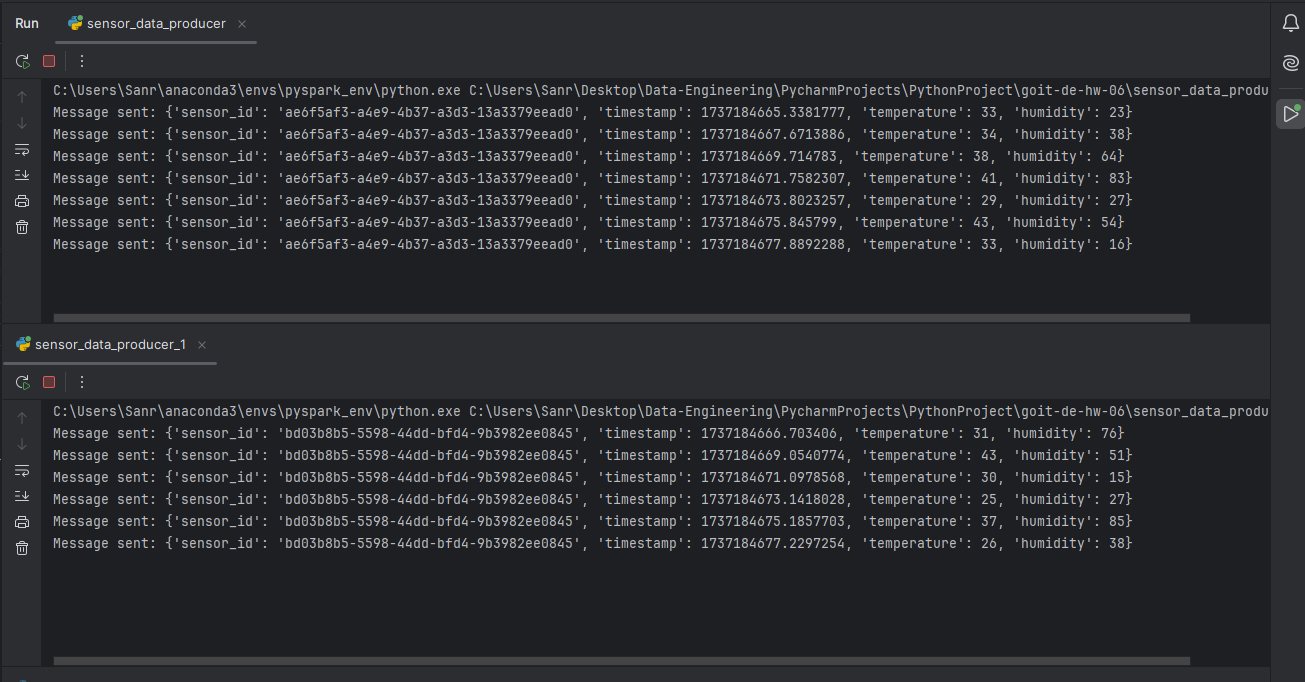 Run sensor_data_producer
C:\Users\Sanr\anaconda3\envs\pyspark_env\python.exe C:\Users\Sanr\Desktop\Data-Engineering\PycharmProjects\PythonProject\goit-de-hw-06\sensor_data_produ
Message sent: {'sensor_id': 'ae6f5af3-a4e9-4b37-a3d3-13a3379eead0', 'timestamp': 1737184665.3381777, 'temperature': 33, 'humidity': 23}
Message sent: {'sensor_id': 'ae6f5af3-a4e9-4b37-a3d3-13a3379eead0', 'timestamp': 1737184667.6713886, 'temperature': 34, 'humidity': 38}
Message sent: {'sensor_id': 'ae6f5af3-a4e9-4b37-a3d3-13a3379eead0', 'timestamp': 1737184669.714783, 'temperature': 38, 'humidity': 64}
Message sent: {'sensor_id': 'ae6f5af3-a4e9-4b37-a3d3-13a3379eead0', 'timestamp': 1737184671.7582307, 'temperature': 41, 'humidity': 83}
Message sent: {'sensor_id': 'ae6f5af3-a4e9-4b37-a3d3-13a3379eead0', 'timestamp': 1737184673.8023257, 'temperature': 29, 'humidity': 27}
Message sent: {'sensor_id': 'ae6f5af3-a4e9-4b37-a3d3-13a3379eead0', 'timestamp': 1737184675.845799, 'temperature': 43, 'humidity': 54}
Message sent: {'sensor_id': 'ae6f5af3-a4e9-4b37-a3d3-13a3379eead0', 'timestamp': 1737184677.8892288, 'temperature': 33, 'humidity': 16}
sensor_data_producer_1
C:\Users\Sanr\anaconda3\envs\pyspark_env\python.exe C:\Users\Sanr\Desktop\Data-Engineering\PycharmProjects\PythonProject\goit-de-hw-06\sensor_data_produ
Message sent: {'sensor_id': 'bd03b8b5-5598-44dd-bfd4-9b3982ee0845', 'timestamp': 1737184666.703406, 'temperature': 31, 'humidity': 76}
Message sent: {'sensor_id': 'bd03b8b5-5598-44dd-bfd4-9b3982ee0845', 'timestamp': 1737184669.0540774, 'temperature': 43, 'humidity': 51}
Message sent: {'sensor_id': 'bd03b8b5-5598-44dd-bfd4-9b3982ee0845', 'timestamp': 1737184671.0978568, 'temperature': 30, 'humidity': 15}
Message sent: {'sensor_id': 'bd03b8b5-5598-44dd-bfd4-9b3982ee0845', 'timestamp': 1737184673.1418028, 'temperature': 25, 'humidity': 27}
Message sent: {'sensor_id': 'bd03b8b5-5598-44dd-bfd4-9b3982ee0845', 'timestamp': 1737184675.1857703, 'temperature': 37, 'humidity': 85}
Message sent: {'sensor_id': 'bd03b8b5-5598-44dd-bfd4-9b3982ee0845', 'timestamp': 1737184677.2297254, 'temperature': 26, 'humidity': 38}